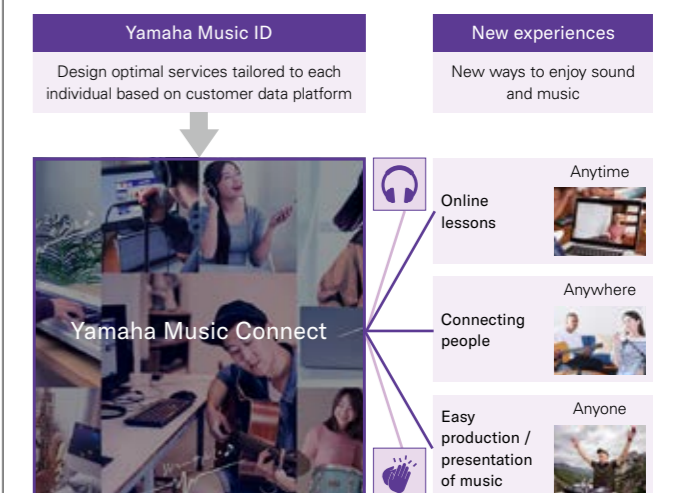 Yamaha Music ID
Design optimal services tailored to each
individual based on customer data platform
New experiences
New ways to enjoy sound
and music
Yamaha Music Connect
Anytime
Online
lessons
Anywhere
Connecting
people
Anyone
Easy
production /
presentation
of music